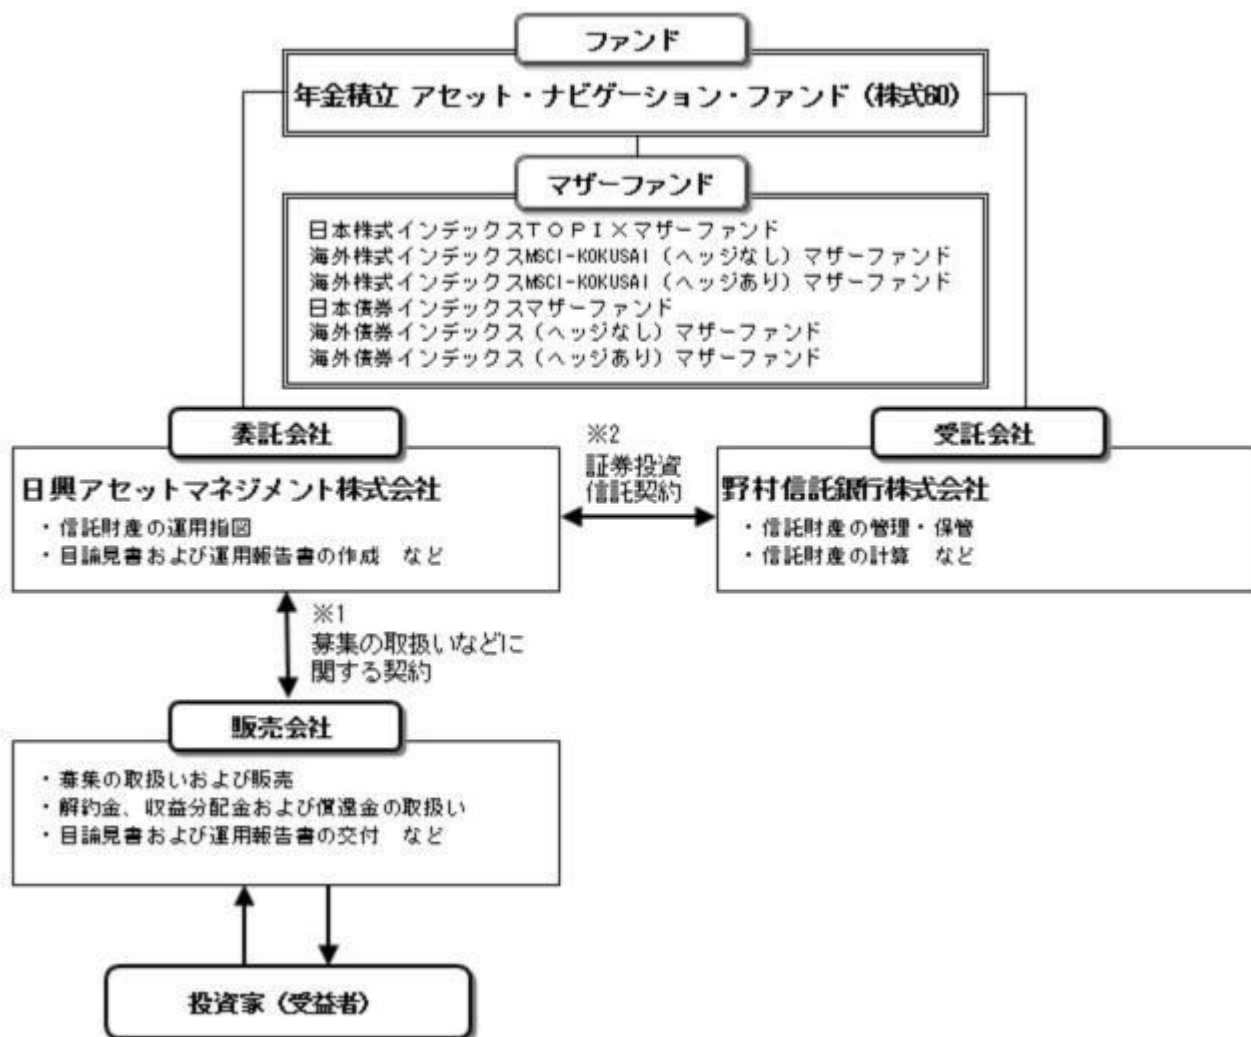 ファンド
年金積立 アセット・ナビゲーション・ファンド（株式60）
マザーファンド
日本株式インデックスＴＯＰＩＸマザーファンド
海外株式インデックスMSCI-KOKUSAI（ヘッジなし）マザーファンド
海外株式インデックスMSCI-KOKUSAI（ヘッジあり）マザーファンド
日本債券インデックスマザーファンド
海外債券インデックス（ヘッジなし）マザーファンド
海外債券インデックス（ヘッジあり）マザーファンド
委託会社
日興アセットマネジメント株式会社
・信託財産の運用指図
・目論見書および運用報告書の作成　など
※2
証券投資
信託契約
受託会社
野村信託銀行株式会社
・信託財産の管理・保管
・信託財産の計算　など
※1
募集の取扱いなどに
関する契約
販売会社
・募集の取扱いおよび販売
・解約金、収益分配金および償還金の取扱い
・目論見書および運用報告書の交付　など
投資家（受益者）